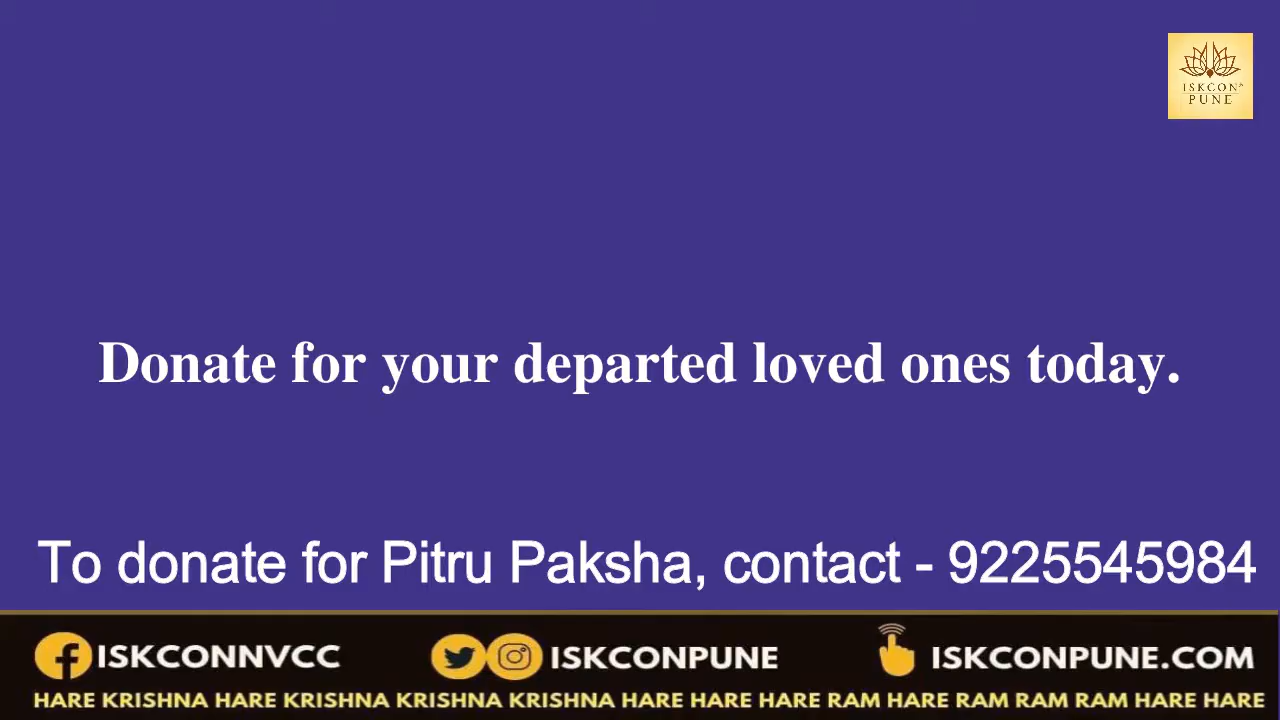 ISKCON®
PUNE
Donate for your departed loved ones today.
To donate for Pitru Paksha, contact - 9225545984
ISKCONNVCC ISKCONPUNE ISKCONPUNE.COM
HARE KRISHNA HARE KRISHNA KRISHNA KRISHNA HARE HARE HARE RAM HARE RAM RAM RAM HARE HARE